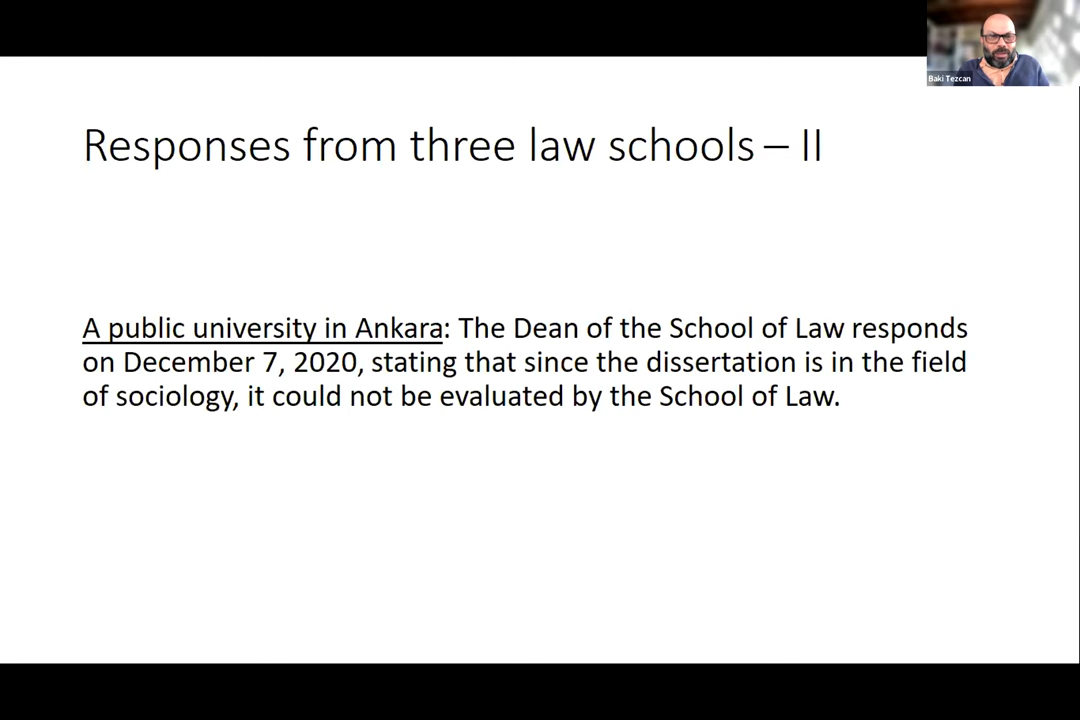 Baki Tezcan
Responses from three law schools – II
A public university in Ankara: The Dean of the School of Law responds
on December 7, 2020, stating that since the dissertation is in the field
of sociology, it could not be evaluated by the School of Law.